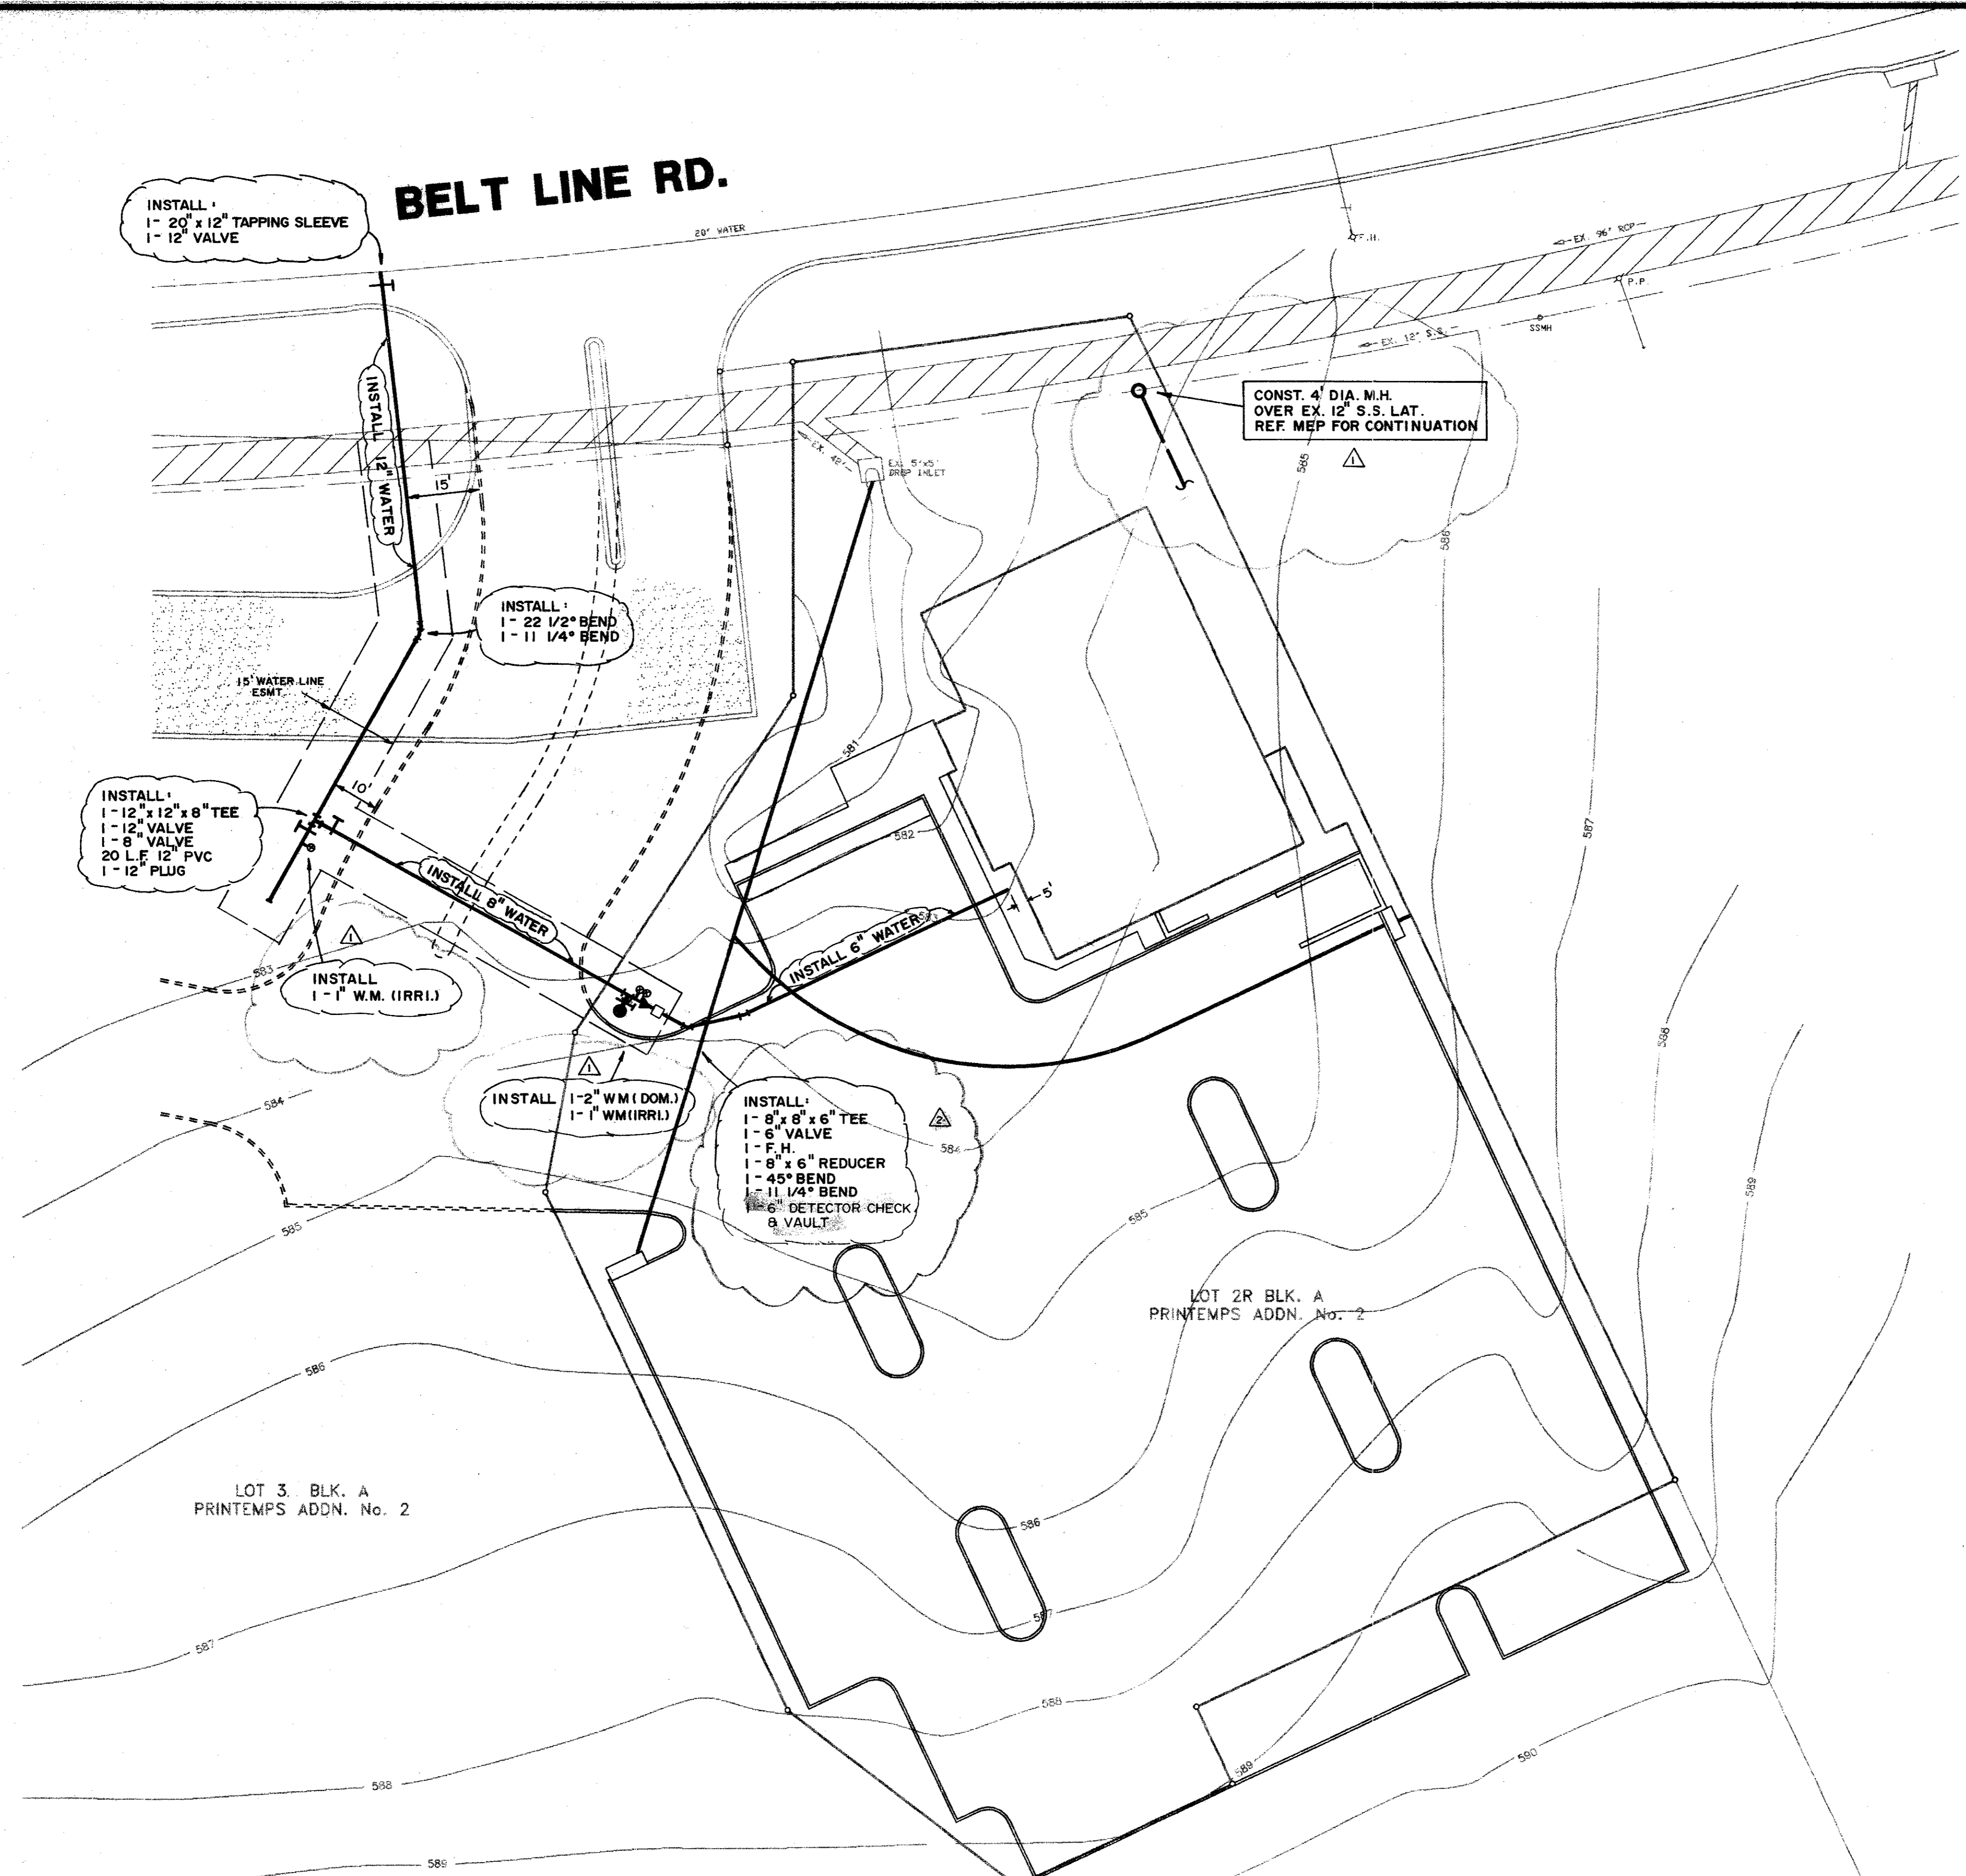 BELT LINE RD.
INSTALL:
1- 20" x 12" TAPPING SLEEVE
1- 12" VALVE
20" WATER
F.H.
EX. 96" RCP
P.P.
SSMH
EX. 12" S.S.
CONST. 4' DIA. M.H.
OVER EX. 12" S.S. LAT.
REF. MEP FOR CONTINUATION
1
INSTALL 12" WATER
15'
EX. 42"
EX. 5'x5'
DROP INLET
585
586
INSTALL:
1- 22 1/2° BEND
1- 11 1/4° BEND
15' WATER LINE
ESMT.
581
10'
INSTALL:
1-12" x 12" x 8" TEE
1-12" VALVE
1-8" VALVE
20 L.F. 12" PVC
1-12" PLUG
582
587
INSTALL 8" WATER
INSTALL 6" WATER
5'
1
583
INSTALL
1-1" W.M. (IRRI.)
588
1
INSTALL 1-2" WM (DOM.)
1-1" WM (IRRI.)
584
INSTALL:
1- 8" x 8" x 6" TEE
1- 6" VALVE
1- F.H.
1- 8" x 6" REDUCER
1- 45° BEND
1- 11 1/4° BEND
1- 6" DETECTOR CHECK
& VAULT
2
584
589
585
585
LOT 2R BLK. A
PRINTEMPS ADDN. No. 2
586
LOT 3. BLK. A
PRINTEMPS ADDN. No. 2
586
587
587
588
588
589
590
589